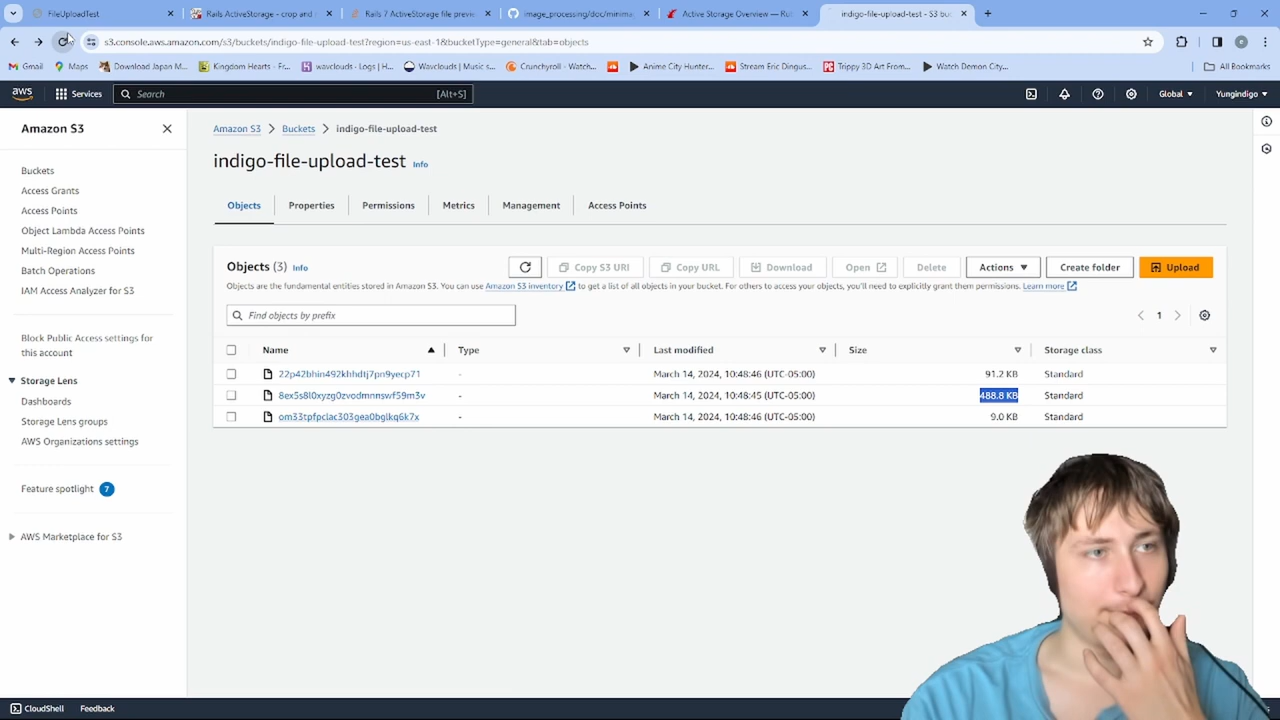 FileUploadTest
Rails ActiveStorage - crop and
Rails 7 ActiveStorage file previe
image_processing/doc/minima
Active Storage Overview — Ru
indigo-file-upload-test - S3 buc
s3.console.aws.amazon.com/s3/buckets/indigo-file-upload-test?region=us-east-1&bucketType=general&tab=objects
Gmail
Maps
Download Japan M...
Kingdom Hearts - Fr...
wavclouds - Logs | H...
Wavclouds | Music s...
Crunchyroll - Watch...
Anime City Hunter...
Stream Eric Dingus...
Trippy 3D Art From...
Watch Demon City...
All Bookmarks
aws
Services
Search
[Alt+S]
Global
Yungindigo
Amazon S3
Buckets
Access Grants
Access Points
Object Lambda Access Points
Multi-Region Access Points
Batch Operations
IAM Access Analyzer for S3
Block Public Access settings for
this account
Storage Lens
Dashboards
Storage Lens groups
AWS Organizations settings
Feature spotlight 7
AWS Marketplace for S3
Amazon S3 > Buckets > indigo-file-upload-test
indigo-file-upload-test Info
Objects
Properties
Permissions
Metrics
Management
Access Points
Objects (3) Info
Copy S3 URI
Copy URL
Download
Open
Delete
Actions
Create folder
Upload
Objects are the fundamental entities stored in Amazon S3. You can use Amazon S3 inventory to get a list of all objects in your bucket. For others to access your objects, you'll need to explicitly grant them permissions. Learn more
Find objects by prefix
1
Name Type Last modified Size Storage class
22p42bhin492khhdtj7pn9yecp71 - March 14, 2024, 10:48:46 (UTC-05:00) 91.2 KB Standard
8ex5s8l0xyzg0zvodmnnswf59m3v - March 14, 2024, 10:48:45 (UTC-05:00) 488.8 KB Standard
om33tpfpclac303gea0bglkq6k7x - March 14, 2024, 10:48:46 (UTC-05:00) 9.0 KB Standard
CloudShell
Feedback